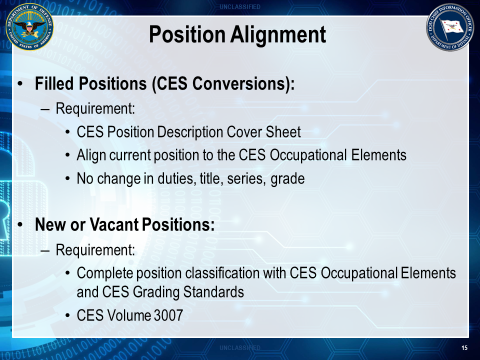 UNCLASSIFIED
Position Alignment
• Filled Positions (CES Conversions):
– Requirement:
• CES Position Description Cover Sheet
• Align current position to the CES Occupational Elements
• No change in duties, title, series, grade
• New or Vacant Positions:
– Requirement:
• Complete position classification with CES Occupational Elements
and CES Grading Standards
• CES Volume 3007
UNCLASSIFIED
15